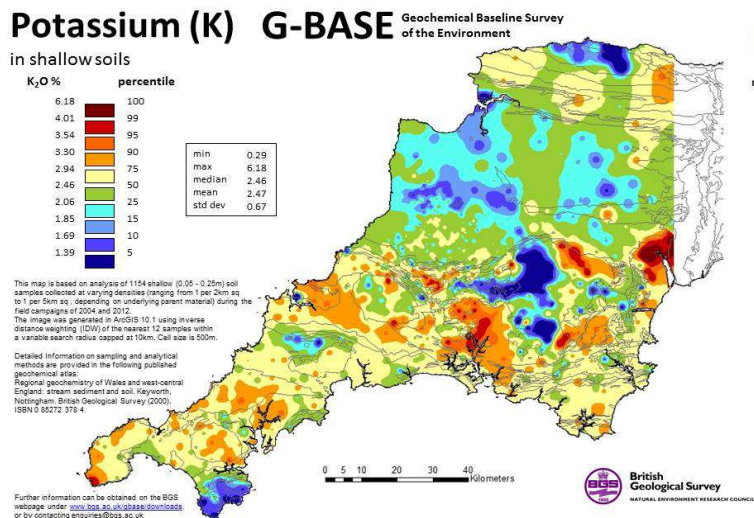 Potassium (K) G-BASE Geochemical Baseline Survey
of the Environment
in shallow soils
K₂O % percentile
6.18 100
4.01 99
3.54 95
3.30 90
2.94 75
2.46 50
2.06 25
1.85 15
1.69 10
1.39 5
min 0.29
max 6.18
median 2.46
mean 2.47
std dev 0.67
This map is based on analysis of 1154 shallow (0.05 - 0.25m) soil
samples collected at varying densities (ranging from 1 per 2km sq
to 1 per 5km sq , depending on underlying parent material) during the
field campaigns of 2004 and 2012.
The image was generated in ArcGIS 10.1 using inverse
distance weighting (IDW) of the nearest 12 samples within
a variable search radius capped at 10km. Cell size is 500m.
Detailed Information on sampling and analytical
methods are provided in the following published
geochemical atlas:
Regional geochemistry of Wales and west-central
England: stream sediment and soil. Keyworth,
Nottingham. British Geological Survey (2000).
ISBN 0 85272 378 4
Further information can be obtained on the BGS
webpage under www.bgs.ac.uk/gbase/downloads.
or by contacting enquiries@bgs.ac.uk
0 5 10 20 30 40
Kilometers
BGS
British
Geological Survey
NATURAL ENVIRONMENT RESEARCH COUNCIL